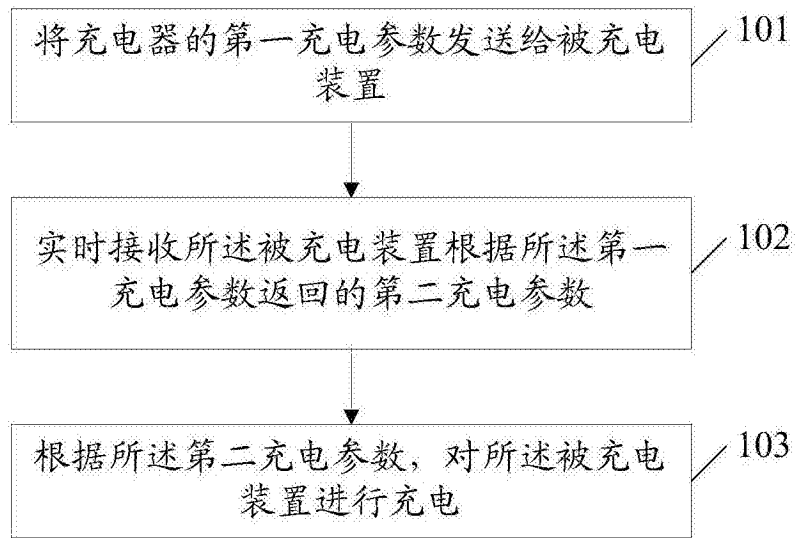 将充电器的第一充电参数发送给被充电
装置
101
实时接收所述被充电装置根据所述第一
充电参数返回的第二充电参数
102
根据所述第二充电参数，对所述被充电
装置进行充电
103